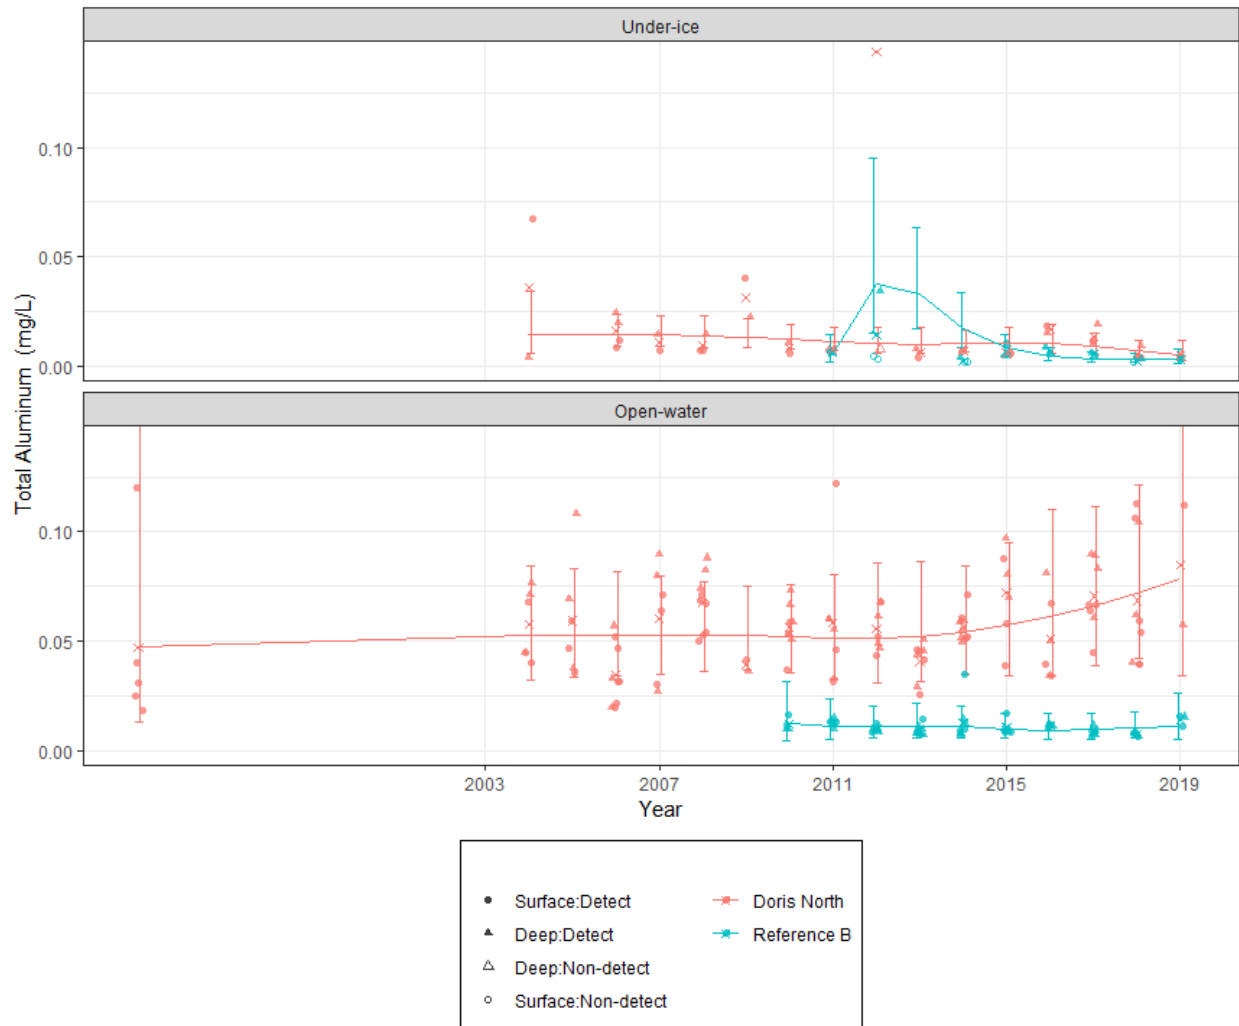 Under-ice
0.10
0.05
0.00
Total Aluminum (mg/L)
Open-water
0.10
0.05
0.00
2003 2007 2011 2015 2019
Year
Surface:Detect
Deep:Detect
Deep:Non-detect
Surface:Non-detect
Doris North
Reference B